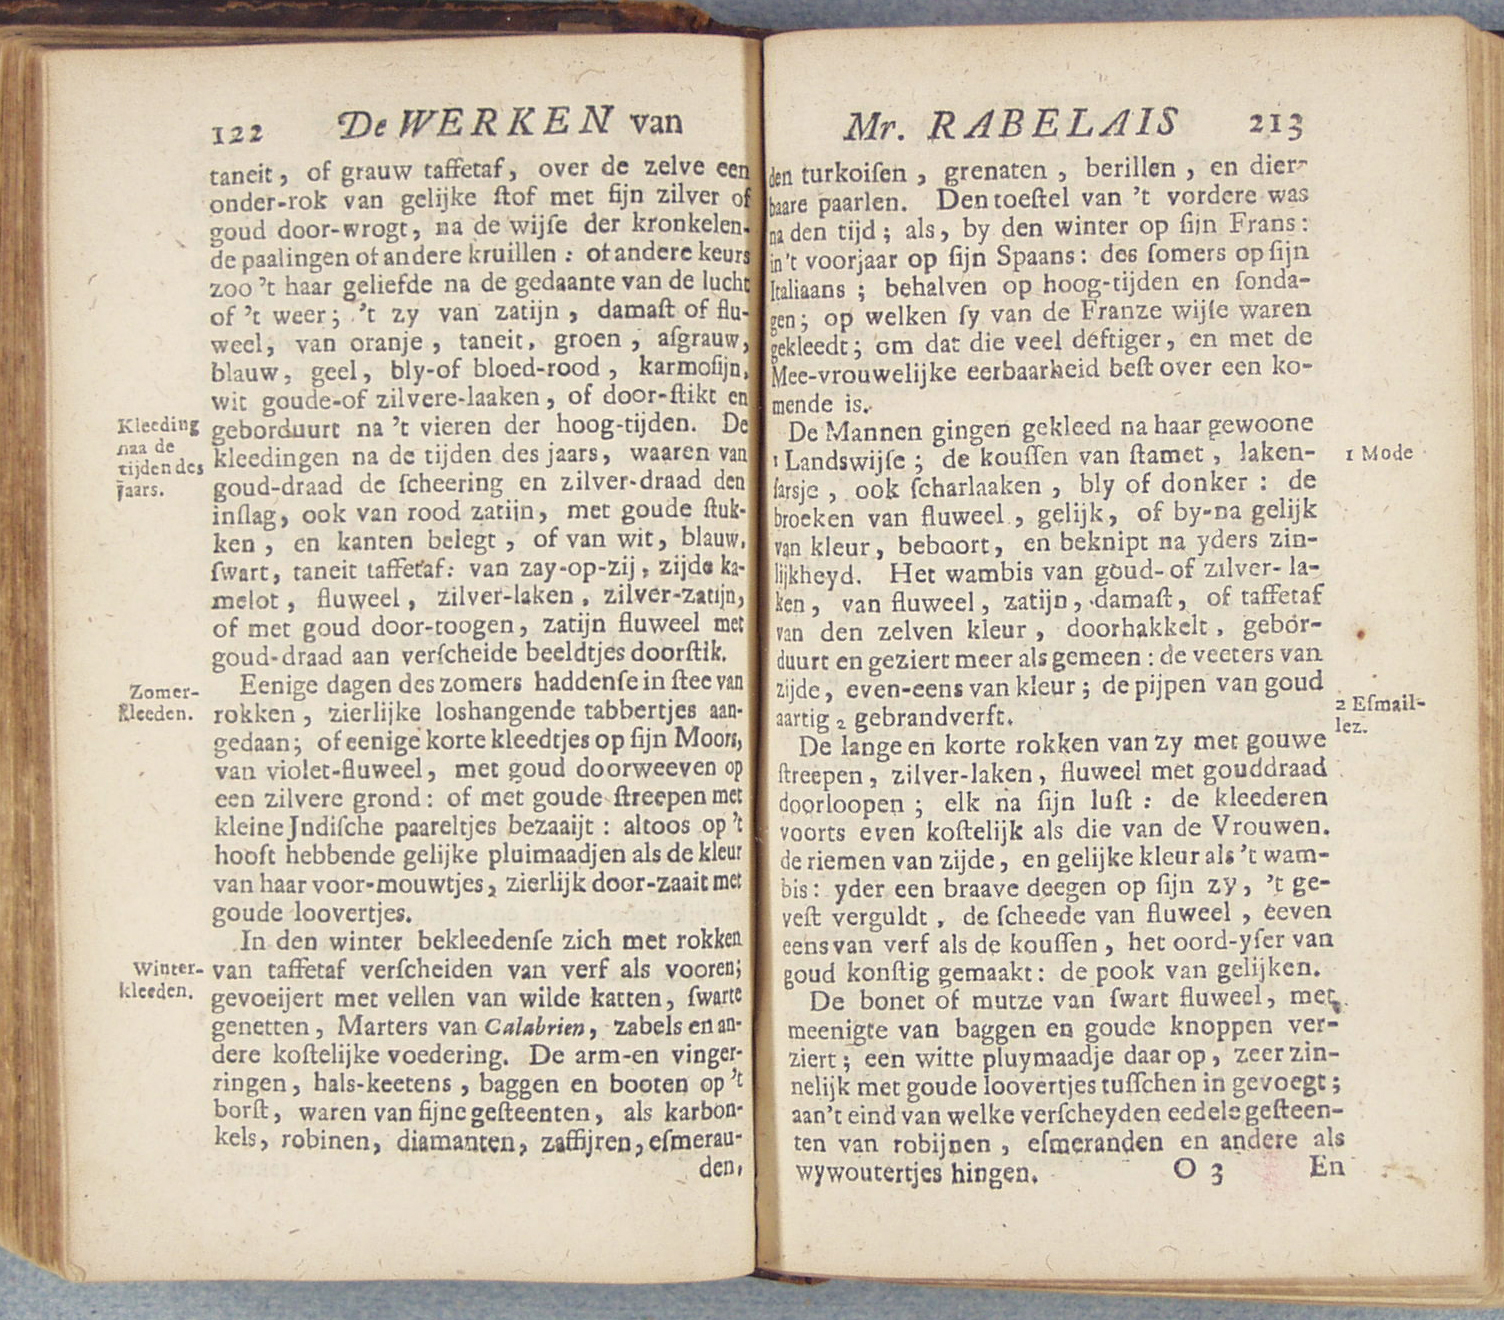 122 De WERKEN van
taneit, of grauw taffetaf, over de zelve een
onder-rok van gelijke ſtof met fijn zilver of
goud door-wrogt, na de wijſe der kronkelen-
de paalingen of andere kruillen : of andere keurs
zoo 't haar geliefde na de gedaante van de lucht
of 't weer; 't zy van zatijn, damaſt of flu-
weel, van oranje, taneit, groen, aſgrauw,
blauw, geel, bly-of bloed-rood, karmoſijn,
wit goude-of zilvere-laaken, of door-ſtikt en
Kleeding
naa de
tijden des
Jaars.
geborduurt na 't vieren der hoog-tijden. De
kleedingen na de tijden des jaars, waaren van
goud-draad de ſcheering en zilver-draad den
inſlag, ook van rood zatijn, met goude ſtuk-
ken, en kanten belegt, of van wit, blauw,
ſwart, taneit taffetaf: van zay-op-zij, zijde ka-
melot, fluweel, zilver-laken, zilver-zatijn,
of met goud door-toogen, zatijn fluweel met
goud-draad aan verſcheide beeldtjes doorſtik.
Zomer-
kleeden.
Eenige dagen des zomers haddenſe in ſtee van
rokken, zierlijke loshangende tabbertjes aan-
gedaan; of eenige korte kleedtjes op ſijn Moors,
van violet-fluweel, met goud doorweeven op
een zilvere grond: of met goude ſtreepen met
kleine Jndiſche paareltjes bezaaijt : altoos op 't
hooft hebbende gelijke pluimaadjen als de kleur
van haar voor-mouwtjes, zierlijk door-zaait met
goude loovertjes.
In den winter bekleedenſe zich met rokken
Winter-
kleeden.
van taffetaf verſcheiden van verf als vooren;
gevoeijert met vellen van wilde katten, ſwarte
genetten, Marters van Calabrien, zabels en an-
dere koſtelijke voedering. De arm-en vinger-
ringen, hals-keetens, baggen en booten op 't
borſt, waren van fijne geſteenten, als karbon-
kels, robinen, diamanten, zaffijren, eſmerau-
den,
Mr. RABELAIS 213
den turkoiſen, grenaten, berillen, en dier-
baare paarlen. Den toeſtel van 't vordere was
na den tijd; als, by den winter op ſijn Frans:
in 't voorjaar op ſijn Spaans: des ſomers op ſijn
Italiaans; behalven op hoog-tijden en ſonda-
gen; op welken ſy van de Franze wijſe waren
gekleedt; om dat die veel deftiger, en met de
Mee-vrouwelijke eerbaarheid beſt over een ko-
mende is.
De Mannen gingen gekleed na haar gewoone
1 Landswijſe; de kouſſen van ſtamet, laken-
1 Mode
ſarsje, ook ſcharlaaken, bly of donker : de
broeken van fluweel, gelijk, of by-na gelijk
van kleur, beboort, en beknipt na yders zin-
lijkheyd. Het wambis van goud- of zilver-la-
ken, van fluweel, zatijn, damaſt, of taffetaf
van den zelven kleur, doorhakkelt, gebor-
duurt en geziert meer als gemeen : de veeters van
zijde, even-eens van kleur; de pijpen van goud
aartig 2 gebrandverft.
2 Eſmail-
lez.
De lange en korte rokken van zy met gouwe
ſtreepen, zilver-laken, fluweel met gouddraad
doorloopen; elk na ſijn luſt : de kleederen
voorts even koſtelijk als die van de Vrouwen.
de riemen van zijde, en gelijke kleur als 't wam-
bis: yder een braave deegen op ſijn zy, 't ge-
veſt verguldt, de ſcheede van fluweel, eeven
eens van verf als de kouſſen, het oord-yſer van
goud konſtig gemaakt: de pook van gelijken.
De bonet of mutze van ſwart fluweel, met
meenigte van baggen en goude knoppen ver-
ziert; een witte pluymaadje daar op, zeer zin-
nelijk met goude loovertjes tuſſchen in gevoegt;
aan't eind van welke verſcheyden eedele geſteen-
ten van robijnen, eſmeranden en andere als
wywoutertjes hingen.
O 3 En